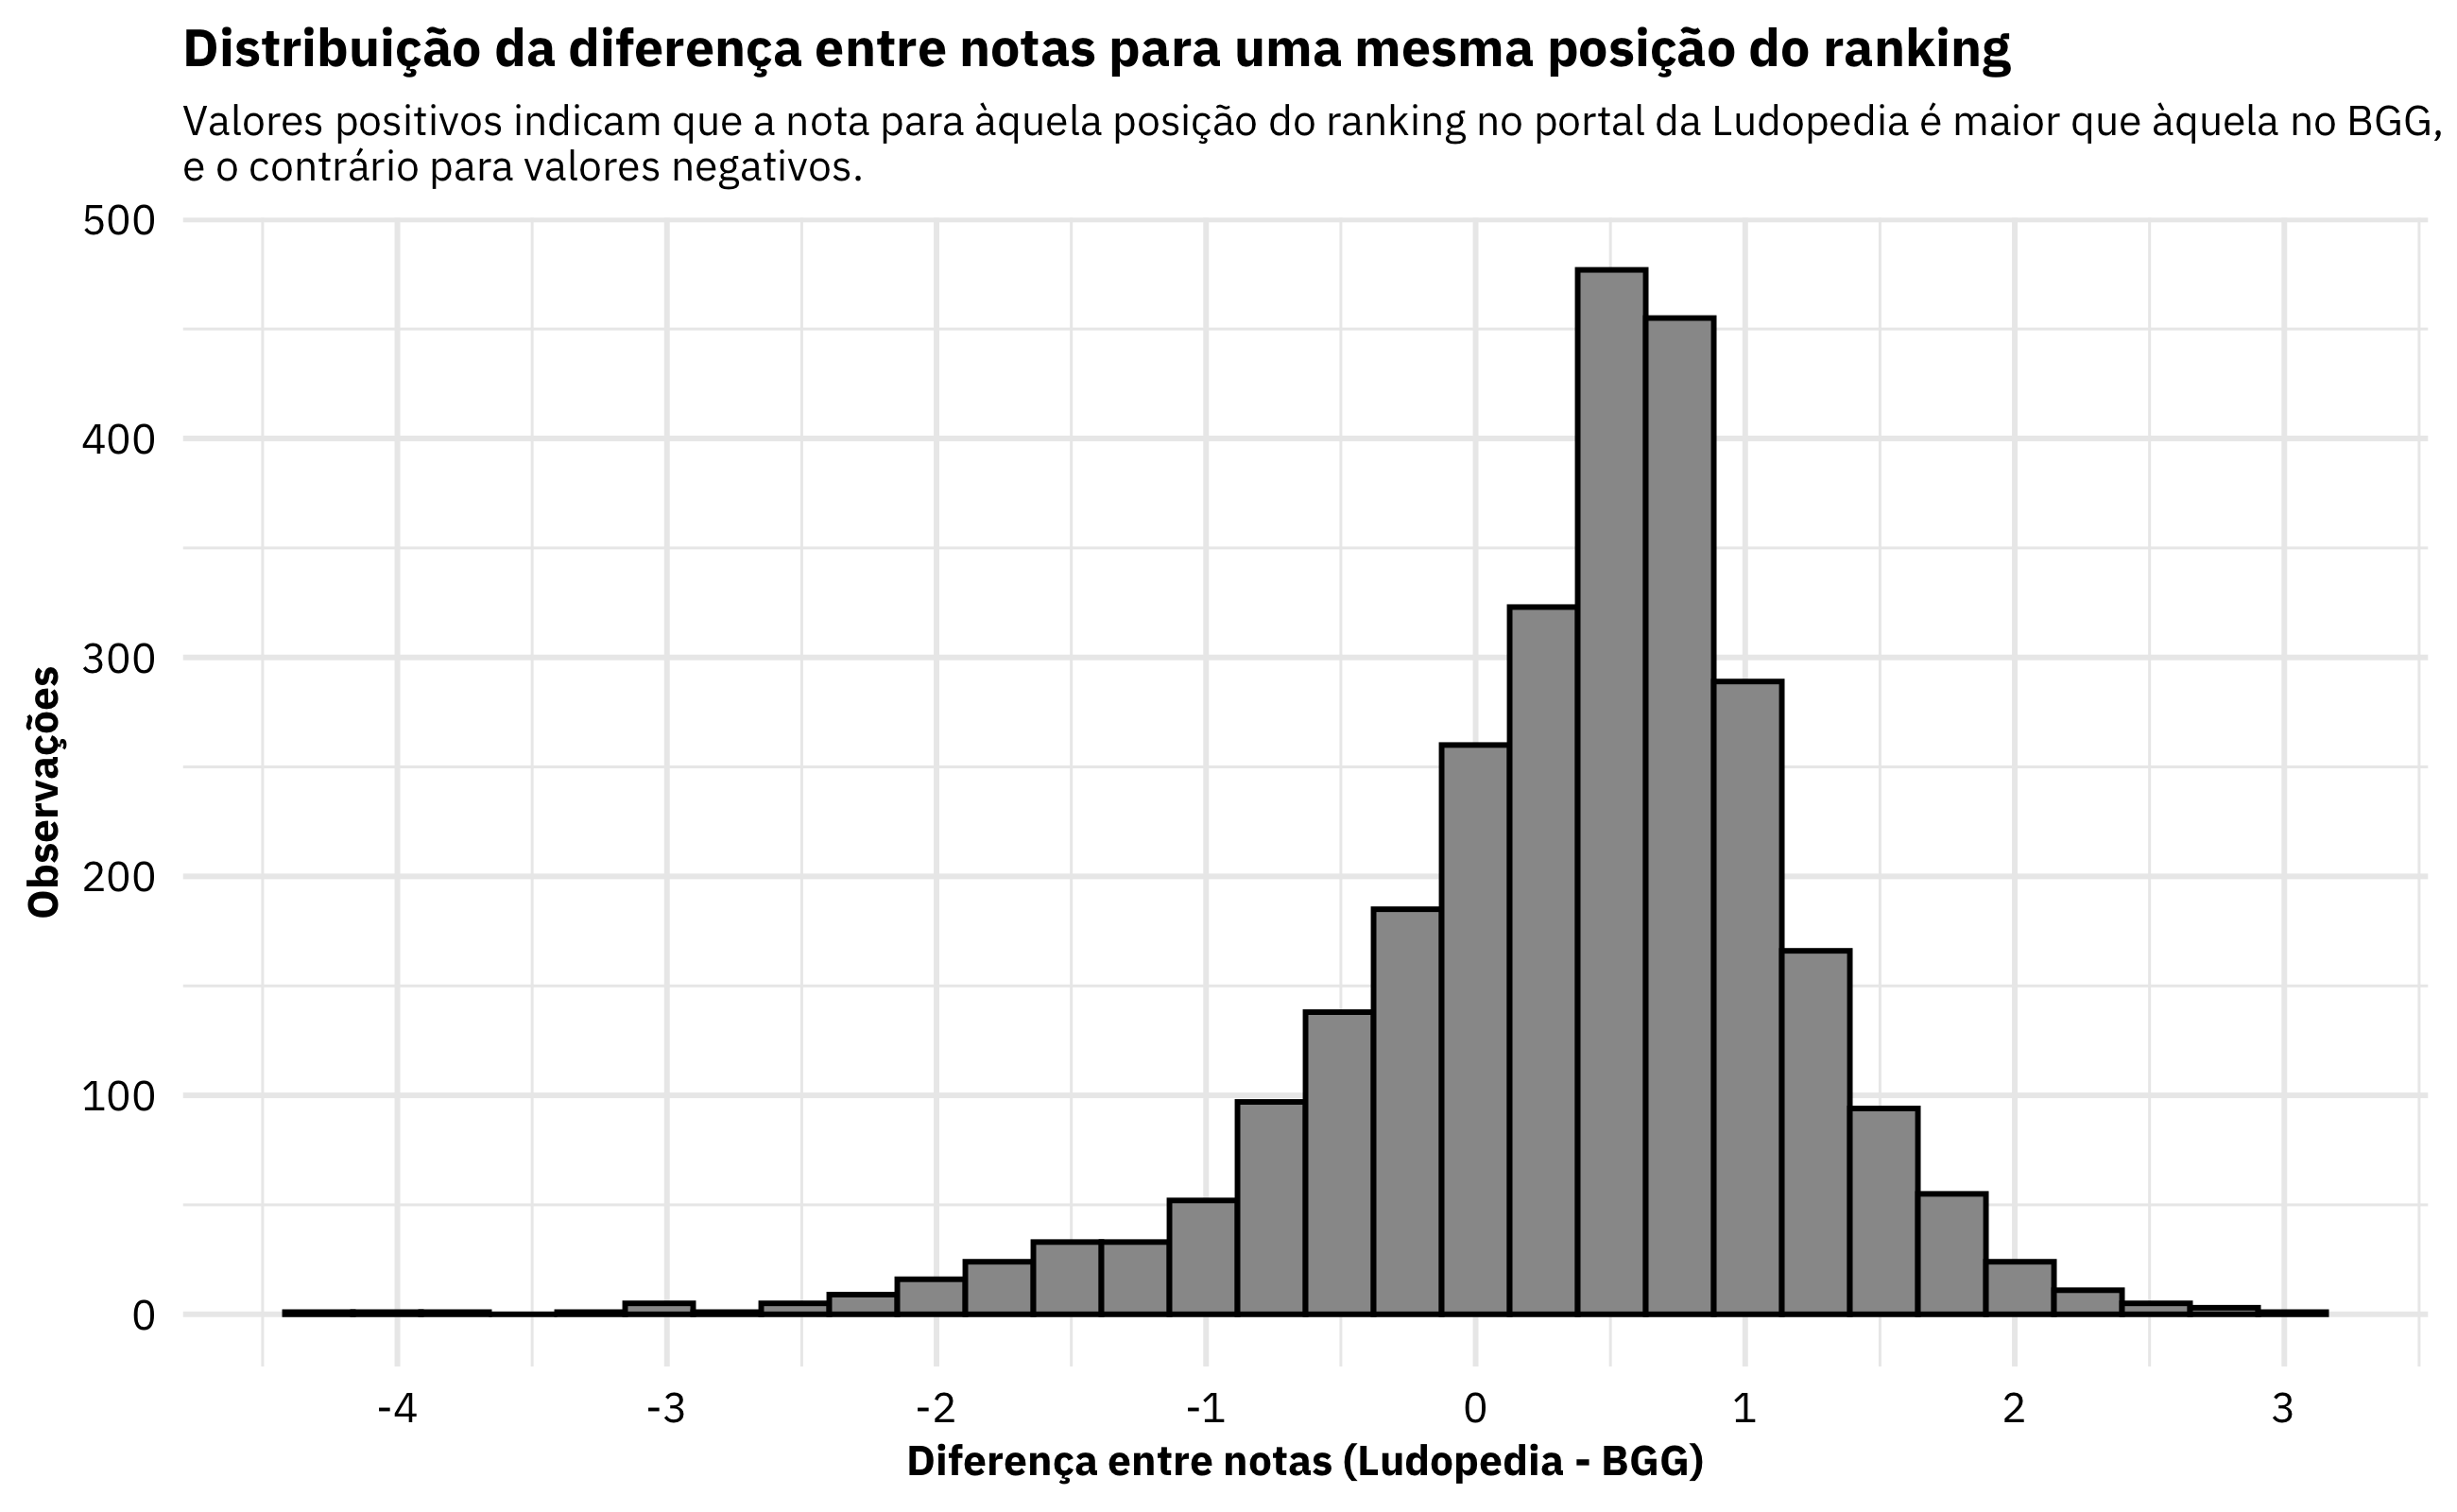 Distribuição da diferença entre notas para uma mesma posição do ranking
Valores positivos indicam que a nota para àquela posição do ranking no portal da Ludopedia é maior que àquela no BGG,
e o contrário para valores negativos.
500
400
300
200
100
0
Observações
-4 -3 -2 -1 0 1 2 3
Diferença entre notas (Ludopedia - BGG)